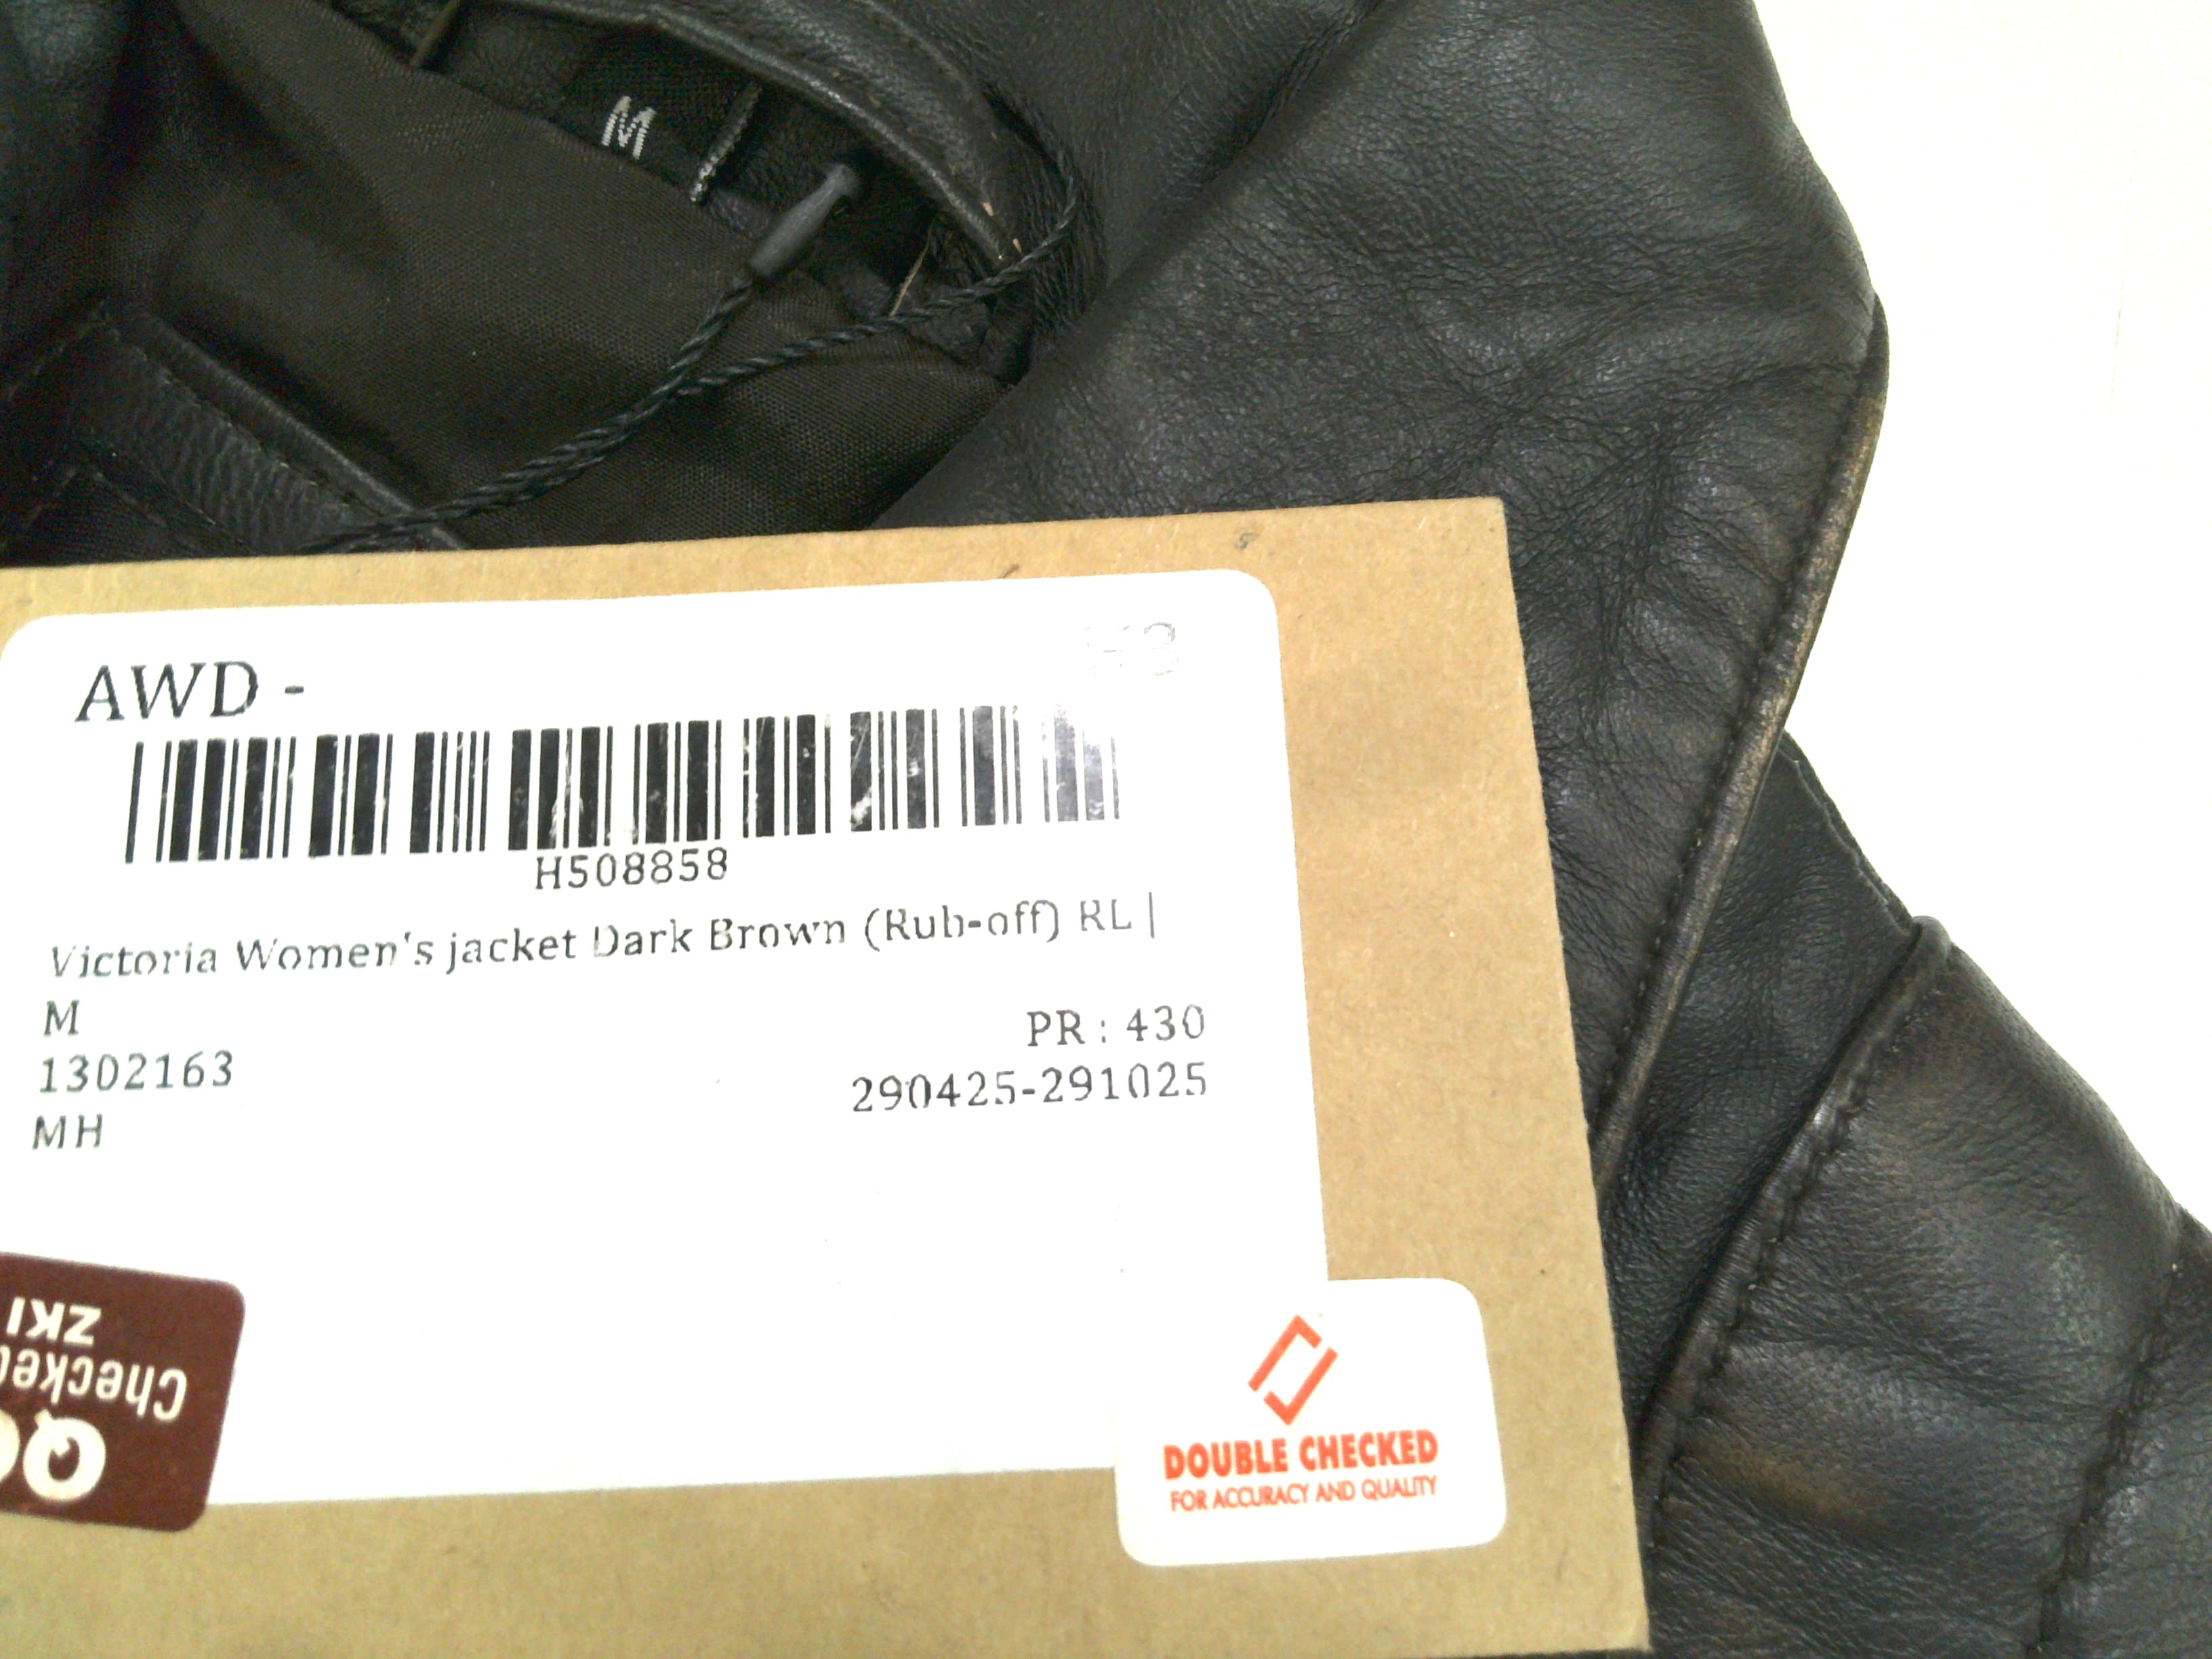 M
AWD -
H508858
Victoria Women's jacket Dark Brown (Rub-off) RL |
M
PR : 430
1302163
290425-291025
MH
ZKI
DOUBLE CHECKED
FOR ACCURACY AND QUALITY